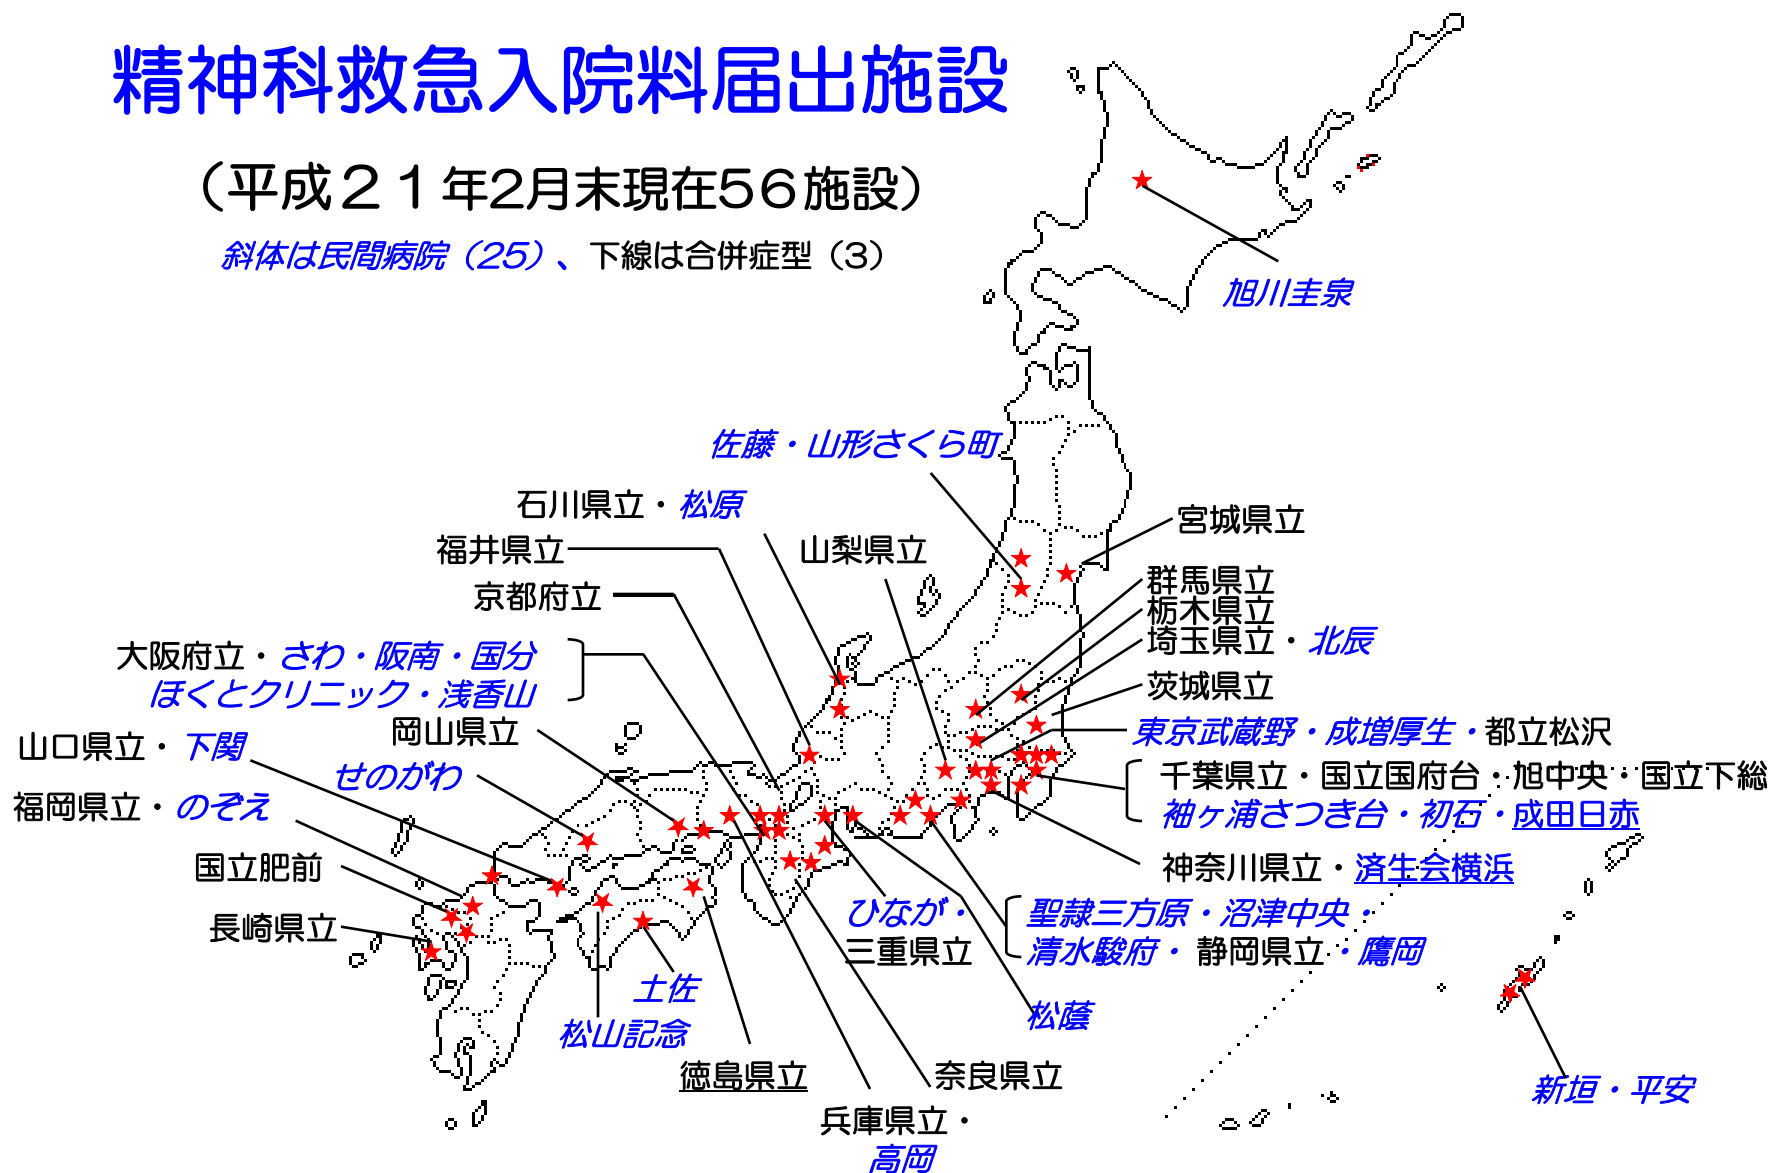 精神科救急入院料届出施設
（平成２１年2月末現在56施設）
斜体は民間病院（25）、下線は合併症型（3）
旭川圭泉
佐藤・山形さくら町
石川県立・松原
福井県立
山梨県立
宮城県立
京都府立
群馬県立
栃木県立
埼玉県立・北辰
大阪府立・さわ・阪南・国分
ほくとクリニック・浅香山
茨城県立
岡山県立
山口県立・下関
東京武蔵野・成増厚生・都立松沢
せのがわ
千葉県立・国立国府台・旭中央・国立下総
福岡県立・のぞえ
袖ヶ浦さつき台・初石・成田日赤
国立肥前
神奈川県立・済生会横浜
長崎県立
ひなが・
三重県立
聖隷三方原・沼津中央・
清水駿府・静岡県立・鷹岡
土佐
松蔭
松山記念
徳島県立
奈良県立
新垣・平安
兵庫県立・
高岡